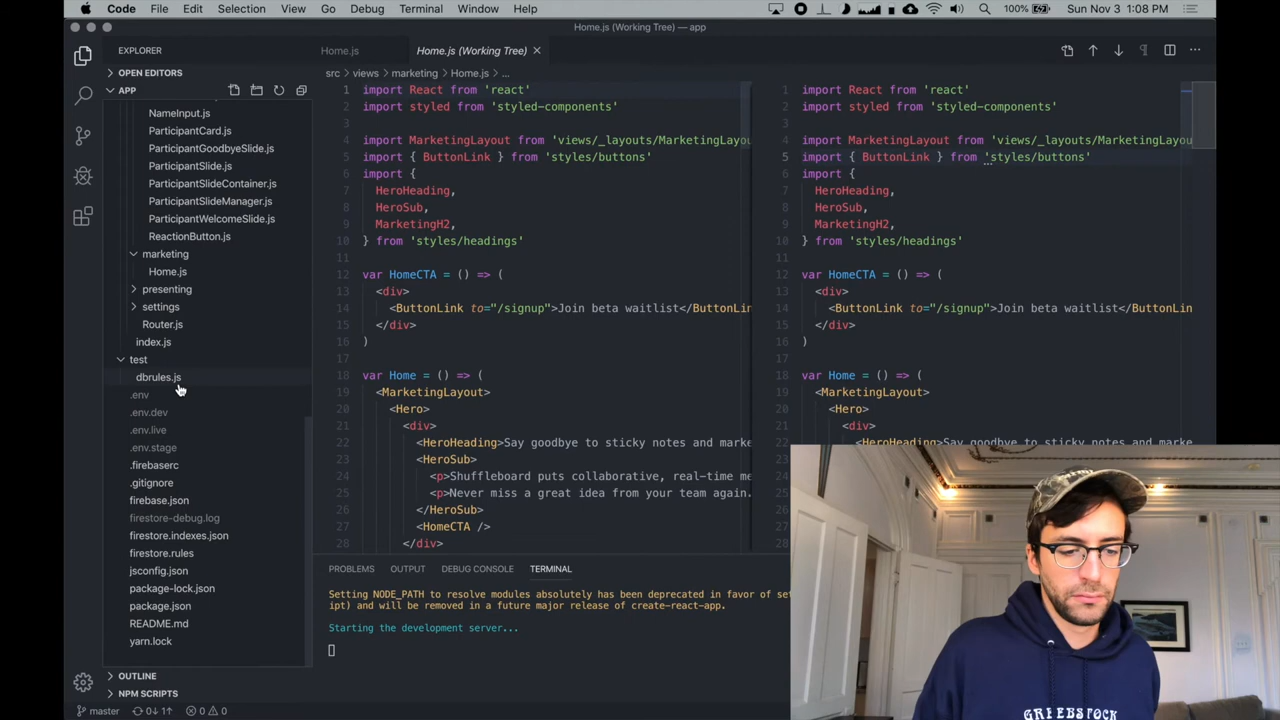 Code File Edit Selection View Go Debug Terminal Window Help 100% Sun Nov 3 1:08 PM
Home.js (Working Tree) — app
EXPLORER
OPEN EDITORS
APP
NameInput.js
ParticipantCard.js
ParticipantGoodbyeSlide.js
ParticipantSlide.js
ParticipantSlideContainer.js
ParticipantSlideManager.js
ParticipantWelcomeSlide.js
ReactionButton.js
marketing
Home.js
presenting
settings
Router.js
index.js
test
dbrules.js
.env
.env.dev
.env.live
.env.stage
.firebaserc
.gitignore
firebase.json
firestore-debug.log
firestore.indexes.json
firestore.rules
jsconfig.json
package-lock.json
package.json
README.md
yarn.lock
OUTLINE
NPM SCRIPTS
master 0↓ 1↑ 0 0
Home.js Home.js (Working Tree)
src > views > marketing > Home.js > ...
1 import React from 'react'
2 import styled from 'styled-components'
3
4 import MarketingLayout from 'views/_layouts/MarketingLayou
5 import { ButtonLink } from 'styles/buttons'
6 import {
7 HeroHeading,
8 HeroSub,
9 MarketingH2,
10 } from 'styles/headings'
11
12 var HomeCTA = () => (
13 <div>
14 <ButtonLink to="/signup">Join beta waitlist</ButtonLin
15 </div>
16 )
17
18 var Home = () => (
19 <MarketingLayout>
20 <Hero>
21 <div>
22 <HeroHeading>Say goodbye to sticky notes and marke
23 <HeroSub>
24 <p>Shuffleboard puts collaborative, real-time me
25 <p>Never miss a great idea from your team again.
26 </HeroSub>
27 <HomeCTA />
28 </div>
1 import React from 'react'
2 import styled from 'styled-components'
3
4 import MarketingLayout from 'views/_layouts/MarketingLayou
5 import { ButtonLink } from 'styles/buttons'
6 import {
7 HeroHeading,
8 HeroSub,
9 MarketingH2,
10 } from 'styles/headings'
11
12 var HomeCTA = () => (
13 <div>
14 <ButtonLink to="/signup">Join beta waitlist</ButtonLin
15 </div>
16 )
17
18 var Home = () => (
19 <MarketingLayout>
20 <Hero>
21 <div>
22 <HeroHeading>Say goodbye to sticky notes and marke
PROBLEMS OUTPUT DEBUG CONSOLE TERMINAL
Setting NODE_PATH to resolve modules absolutely has been deprecated in favor of set
ipt) and will be removed in a future major release of create-react-app.
Starting the development server...